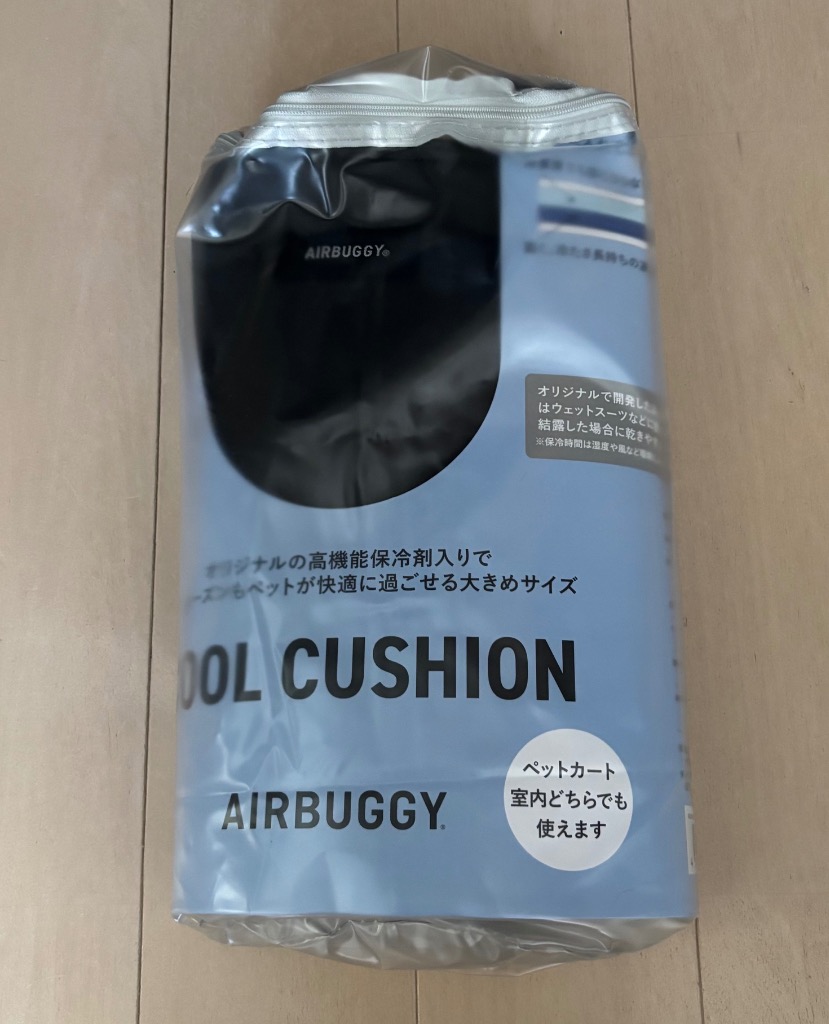 AIRBUGGY®
オリジナルで開発した
はウェットスーツなどに
結露した場合に乾きや
※保冷時間は湿度や風など
オリジナルの高機能保冷剤入りで
ーズンもペットが快適に過ごせる大きめサイズ
OOL CUSHION
AIRBUGGY®
ペットカート
室内どちらでも
使えます